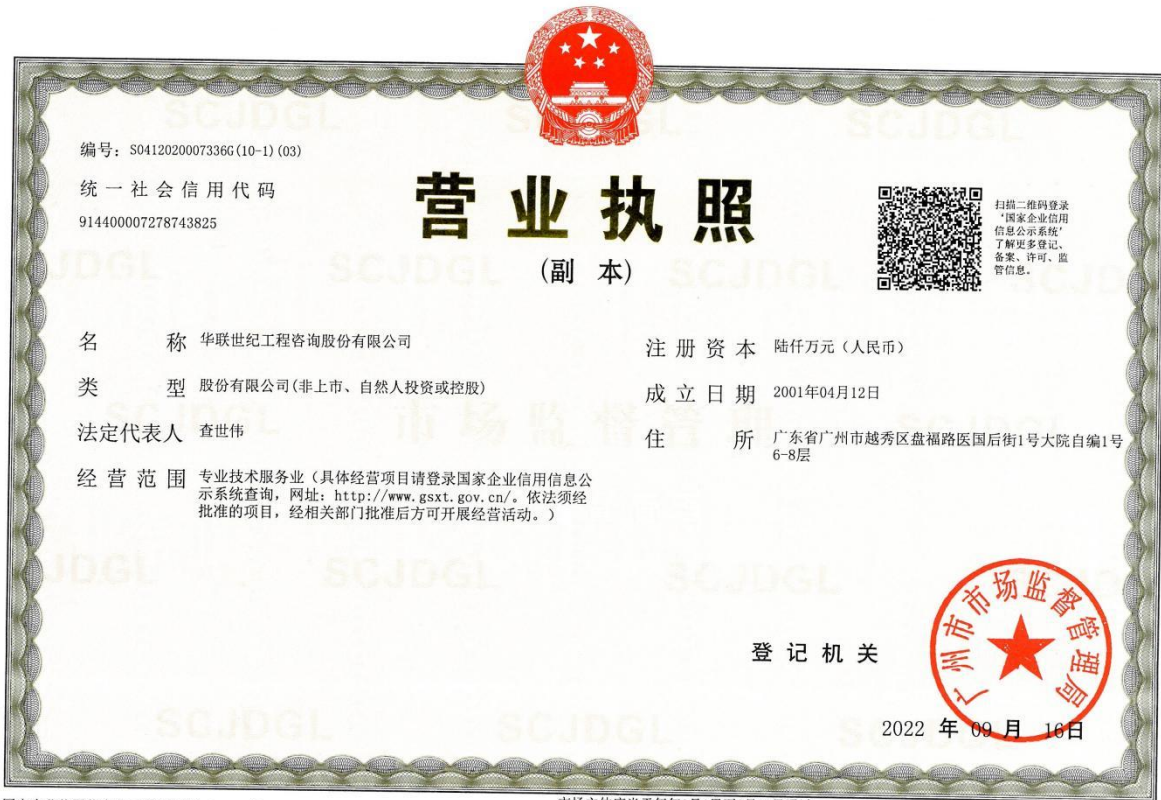 编号：S0412020007336G(10-1)(03)
统一社会信用代码
914400007278743825
营业执照
(副 本)
扫描二维码登录
‘国家企业信用
信息公示系统’
了解更多登记、
备案、许可、监
管信息。
名 称 华联世纪工程咨询股份有限公司
类 型 股份有限公司(非上市、自然人投资或控股)
法定代表人 查世伟
经营范围 专业技术服务业（具体经营项目请登录国家企业信用信息公
示系统查询，网址：http://www.gsxt.gov.cn/。依法须经
批准的项目，经相关部门批准后方可开展经营活动。）
注册资本 陆仟万元（人民币）
成立日期 2001年04月12日
住 所 广东省广州市越秀区盘福路医国后街1号大院自编1号
6-8层
登记机关
广州市市场监督管理局
2022 年 09 月 16日
SCJDGL
市场监督管理